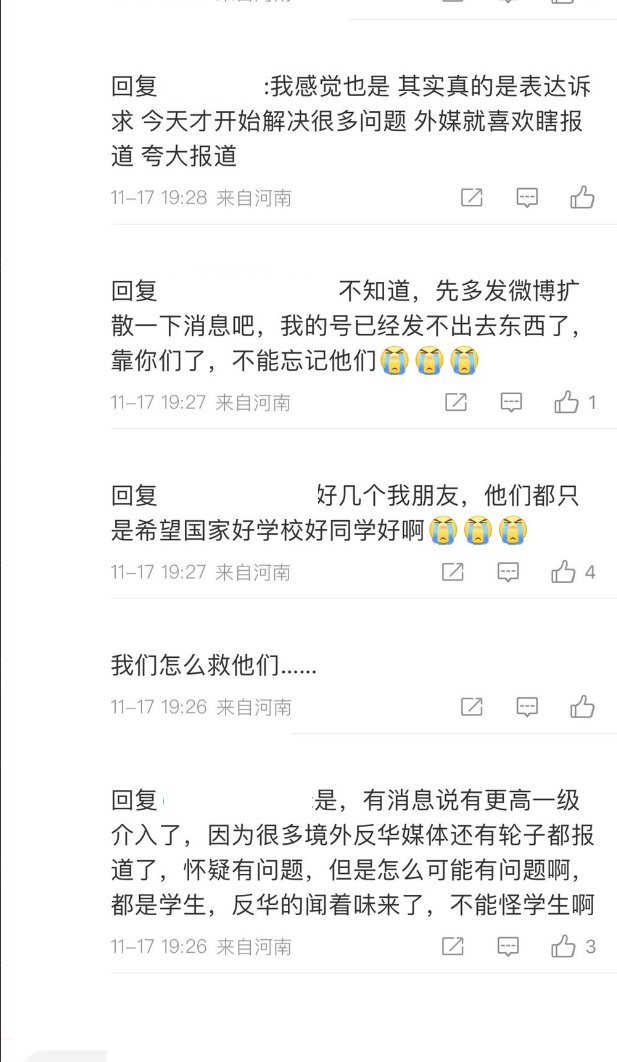 回复 :我感觉也是 其实真的是表达诉
求 今天才开始解决很多问题 外媒就喜欢瞎报
道 夸大报道
11-17 19:28 来自河南
回复 不知道，先多发微博扩
散一下消息吧，我的号已经发不出去东西了，
靠你们了，不能忘记他们😭😭😭
11-17 19:27 来自河南 1
回复 好几个我朋友，他们都只
是希望国家好学校好同学好啊😭😭😭
11-17 19:27 来自河南 4
我们怎么救他们......
11-17 19:26 来自河南
回复 是，有消息说有更高一级
介入了，因为很多境外反华媒体还有轮子都报
道了，怀疑有问题，但是怎么可能有问题啊，
都是学生，反华的闻着味来了，不能怪学生啊
11-17 19:26 来自河南 3